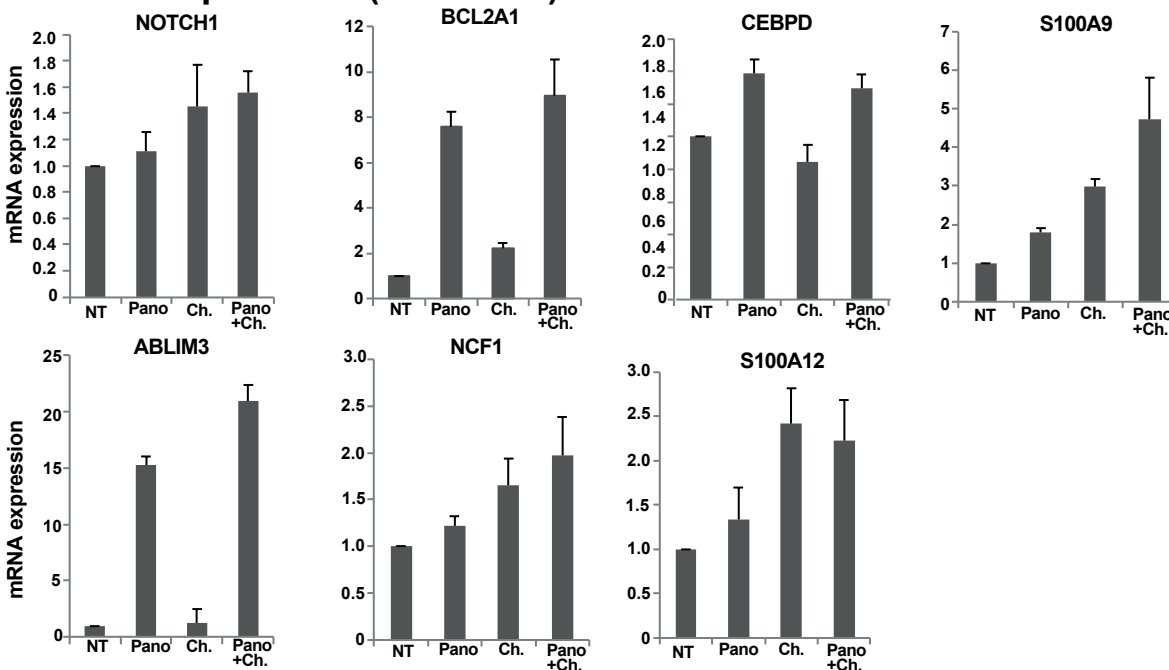 NOTCH1
mRNA expression
2.0
1.8
1.6
1.4
1.2
1.0
0.8
0.6
0.4
0.2
0
NT Pano Ch. Pano
+Ch.
BCL2A1
12
10
8
6
4
2
0
NT Pano Ch. Pano
+Ch.
CEBPD
2.0
1.8
1.6
1.4
1.2
1.0
0.8
0.6
0.4
0.2
0
NT Pano Ch. Pano
+Ch.
S100A9
7
6
5
4
3
2
1
0
NT Pano Ch. Pano
+Ch.
ABLIM3
mRNA expression
25
20
15
10
5
0
NT Pano Ch. Pano
+Ch.
NCF1
3.0
2.5
2.0
1.5
1.0
0.5
0
NT Pano Ch. Pano
+Ch.
S100A12
3.0
2.5
2.0
1.5
1.0
0.5
0
NT Pano Ch. Pano
+Ch.